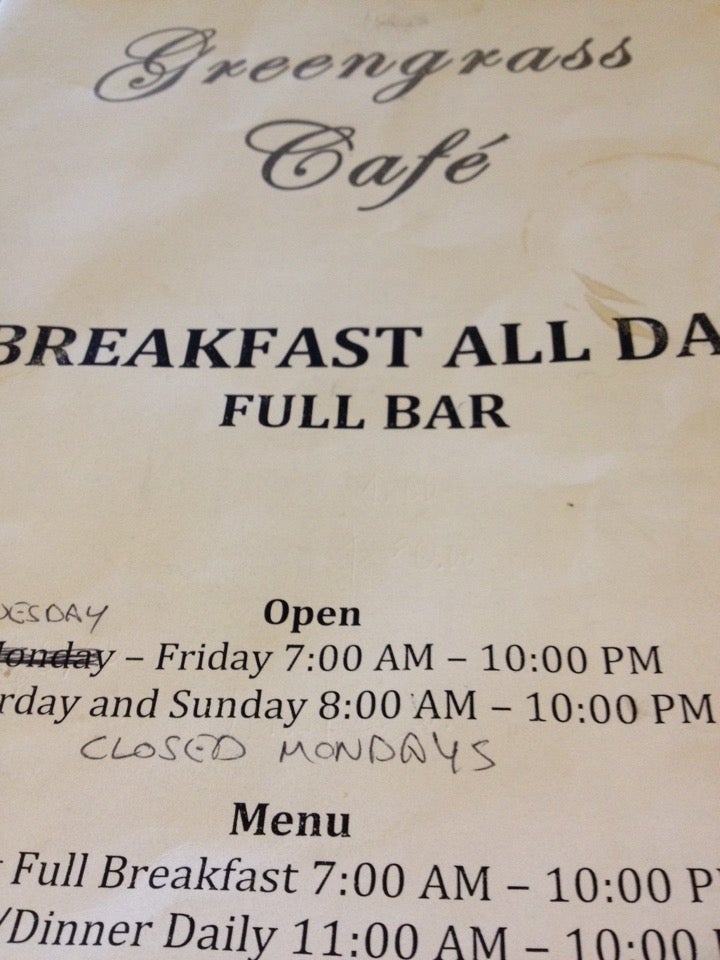 Greengrass
Café
BREAKFAST ALL DA
FULL BAR
Open
UESDAY
Monday – Friday 7:00 AM – 10:00 PM
rday and Sunday 8:00 AM – 10:00 PM
CLOSED MONDAYS
Menu
Full Breakfast 7:00 AM – 10:00 P
/Dinner Daily 11:00 AM – 10:00